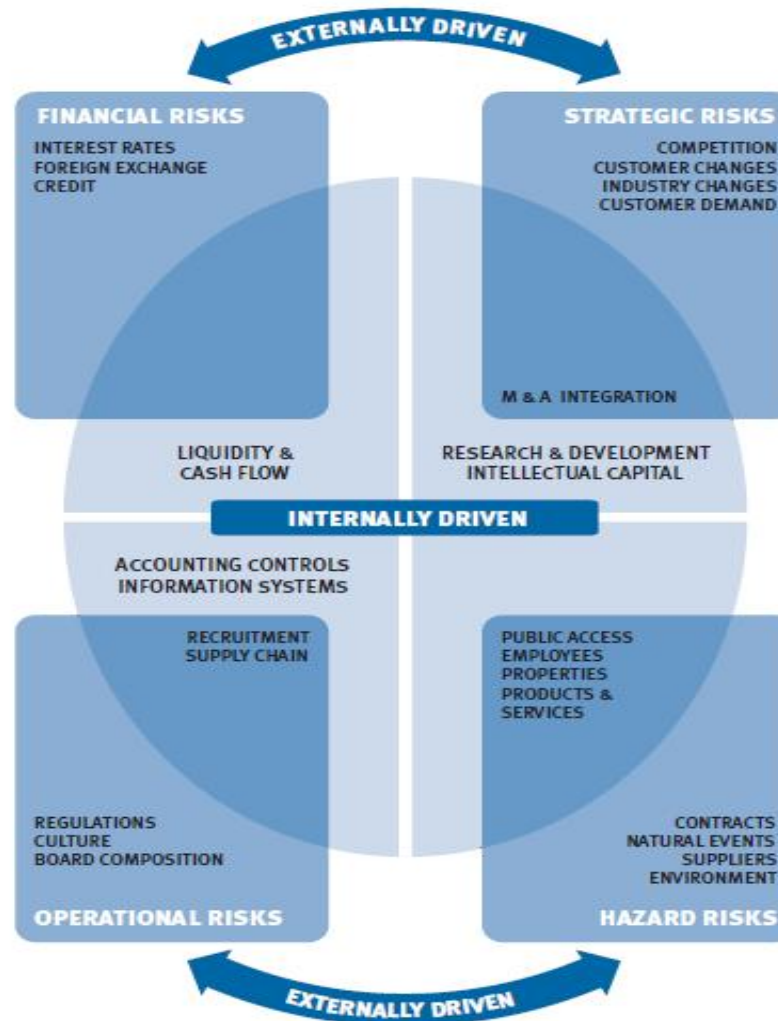 EXTERNALLY DRIVEN
FINANCIAL RISKS
INTEREST RATES
FOREIGN EXCHANGE
CREDIT
STRATEGIC RISKS
COMPETITION
CUSTOMER CHANGES
INDUSTRY CHANGES
CUSTOMER DEMAND
M & A INTEGRATION
LIQUIDITY &
CASH FLOW
RESEARCH & DEVELOPMENT
INTELLECTUAL CAPITAL
INTERNALLY DRIVEN
ACCOUNTING CONTROLS
INFORMATION SYSTEMS
RECRUITMENT
SUPPLY CHAIN
PUBLIC ACCESS
EMPLOYEES
PROPERTIES
PRODUCTS &
SERVICES
REGULATIONS
CULTURE
BOARD COMPOSITION
OPERATIONAL RISKS
CONTRACTS
NATURAL EVENTS
SUPPLIERS
ENVIRONMENT
HAZARD RISKS
EXTERNALLY DRIVEN